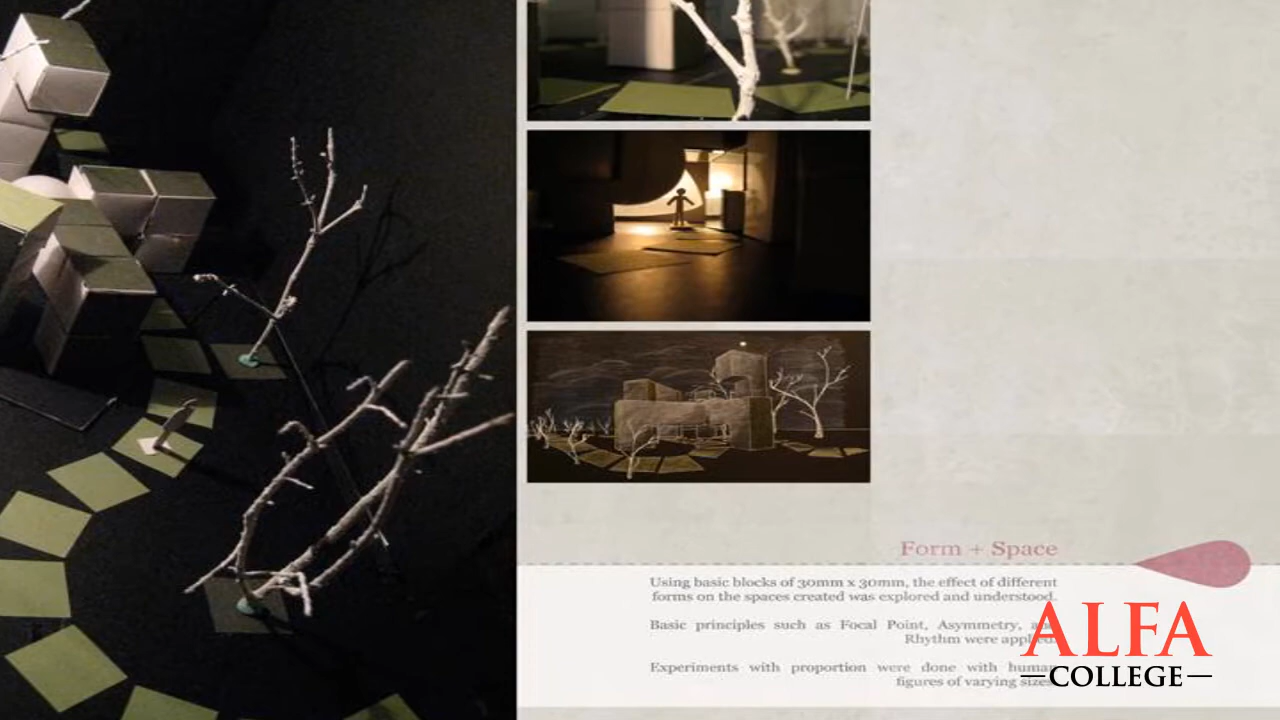 Form + Space
Using basic blocks of 30mm x 30mm, the effect of different
forms on the spaces created was explored and understood.
Basic principles such as Focal Point, Asymmetry,
Rhythm were
Experiments with proportion were done with human
figures of varying sizes.
ALFA
COLLEGE